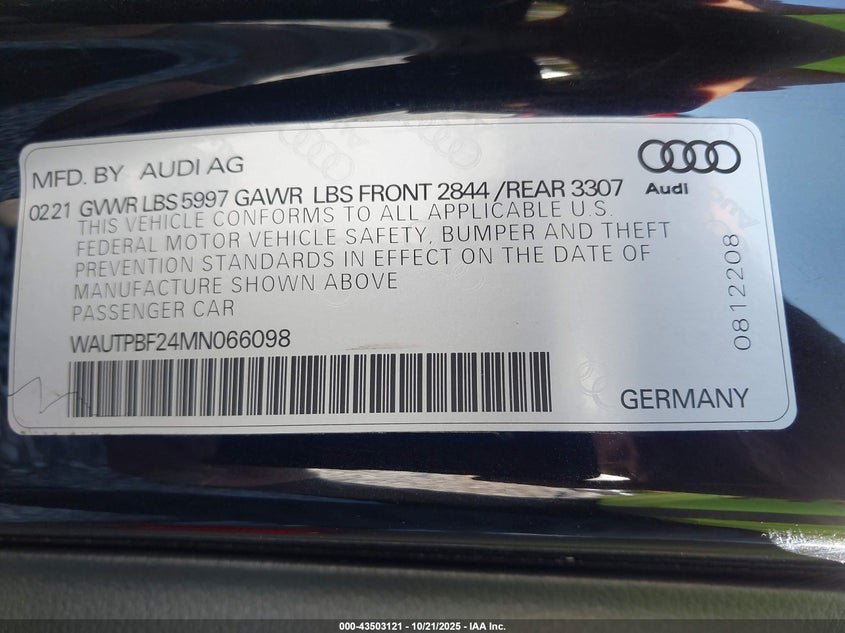 MFD. BY AUDI AG
Audi
0221 GVWR LBS 5997 GAWR LBS FRONT 2844 /REAR 3307
THIS VEHICLE CONFORMS TO ALL APPLICABLE U.S.
FEDERAL MOTOR VEHICLE SAFETY, BUMPER AND THEFT
PREVENTION STANDARDS IN EFFECT ON THE DATE OF
MANUFACTURE SHOWN ABOVE
PASSENGER CAR
WAUTPBF24MN066098
0812208
GERMANY
000-43503121 - 10/21/2025 - IAA Inc.